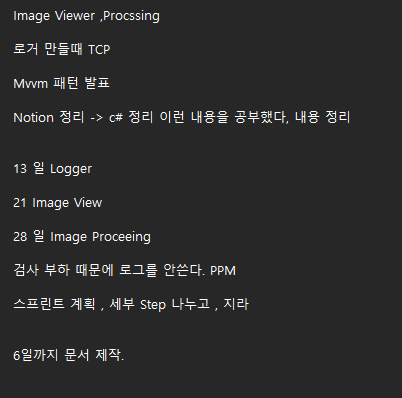 Image Viewer ,Procssing
로거 만들때 TCP
Mvvm 패턴 발표
Notion 정리 -> c# 정리 이런 내용을 공부했다, 내용 정리
13 일 Logger
21 Image View
28 일 Image Proceeing
검사 부하 때문에 로그를 안쓴다. PPM
스프린트 계획 , 세부 Step 나누고 , 지라
6일까지 문서 제작.